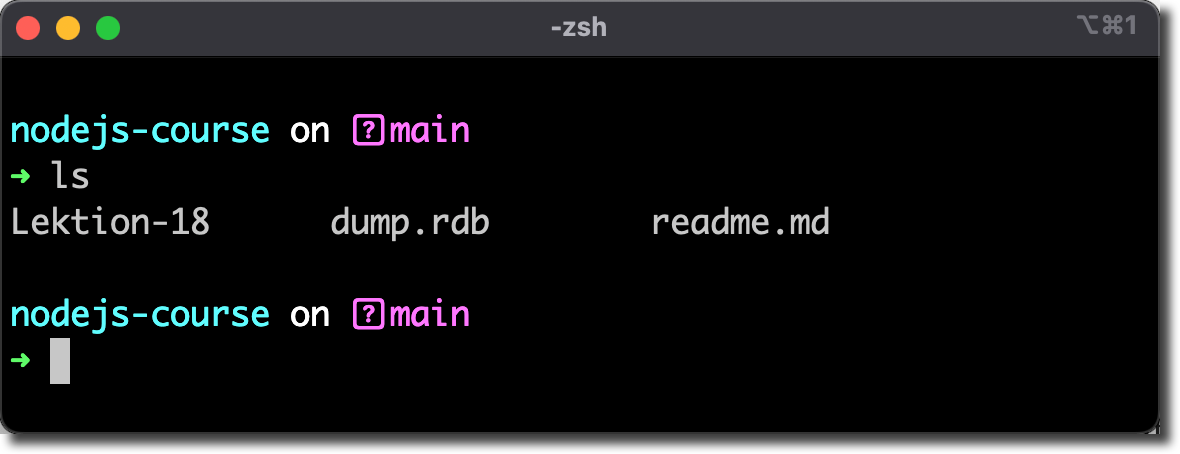 -zsh ⌥⌘1
nodejs-course on ⍰main
➜ ls
Lektion-18 dump.rdb readme.md
nodejs-course on ⍰main
➜